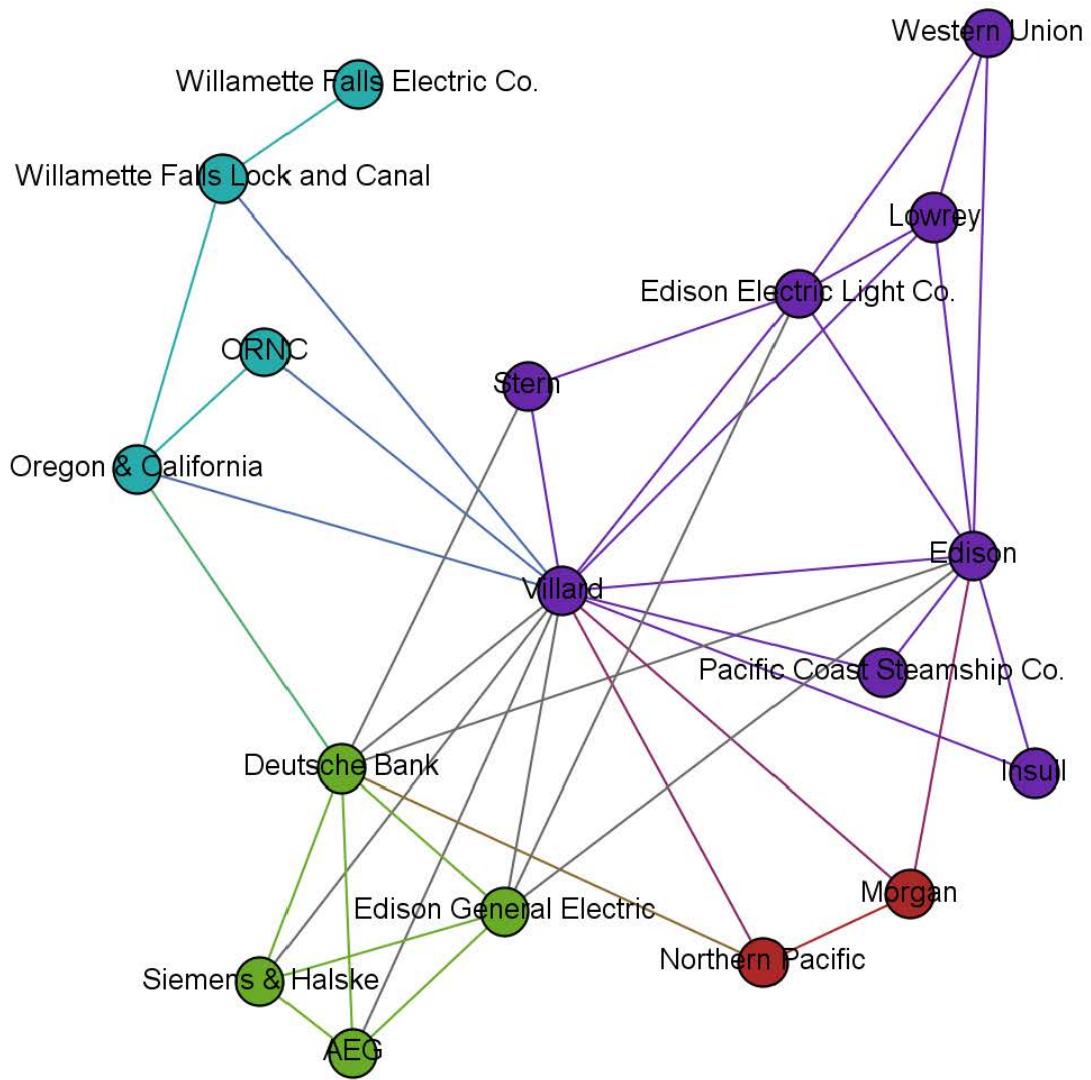 Western Union
Willamette Falls Electric Co.
Willamette Falls Lock and Canal
Lowrey
Edison Electric Light Co.
ORNC
Stern
Oregon & California
Edison
Villard
Pacific Coast Steamship Co.
Deutsche Bank
Insull
Morgan
Edison General Electric
Northern Pacific
Siemens & Halske
AEG